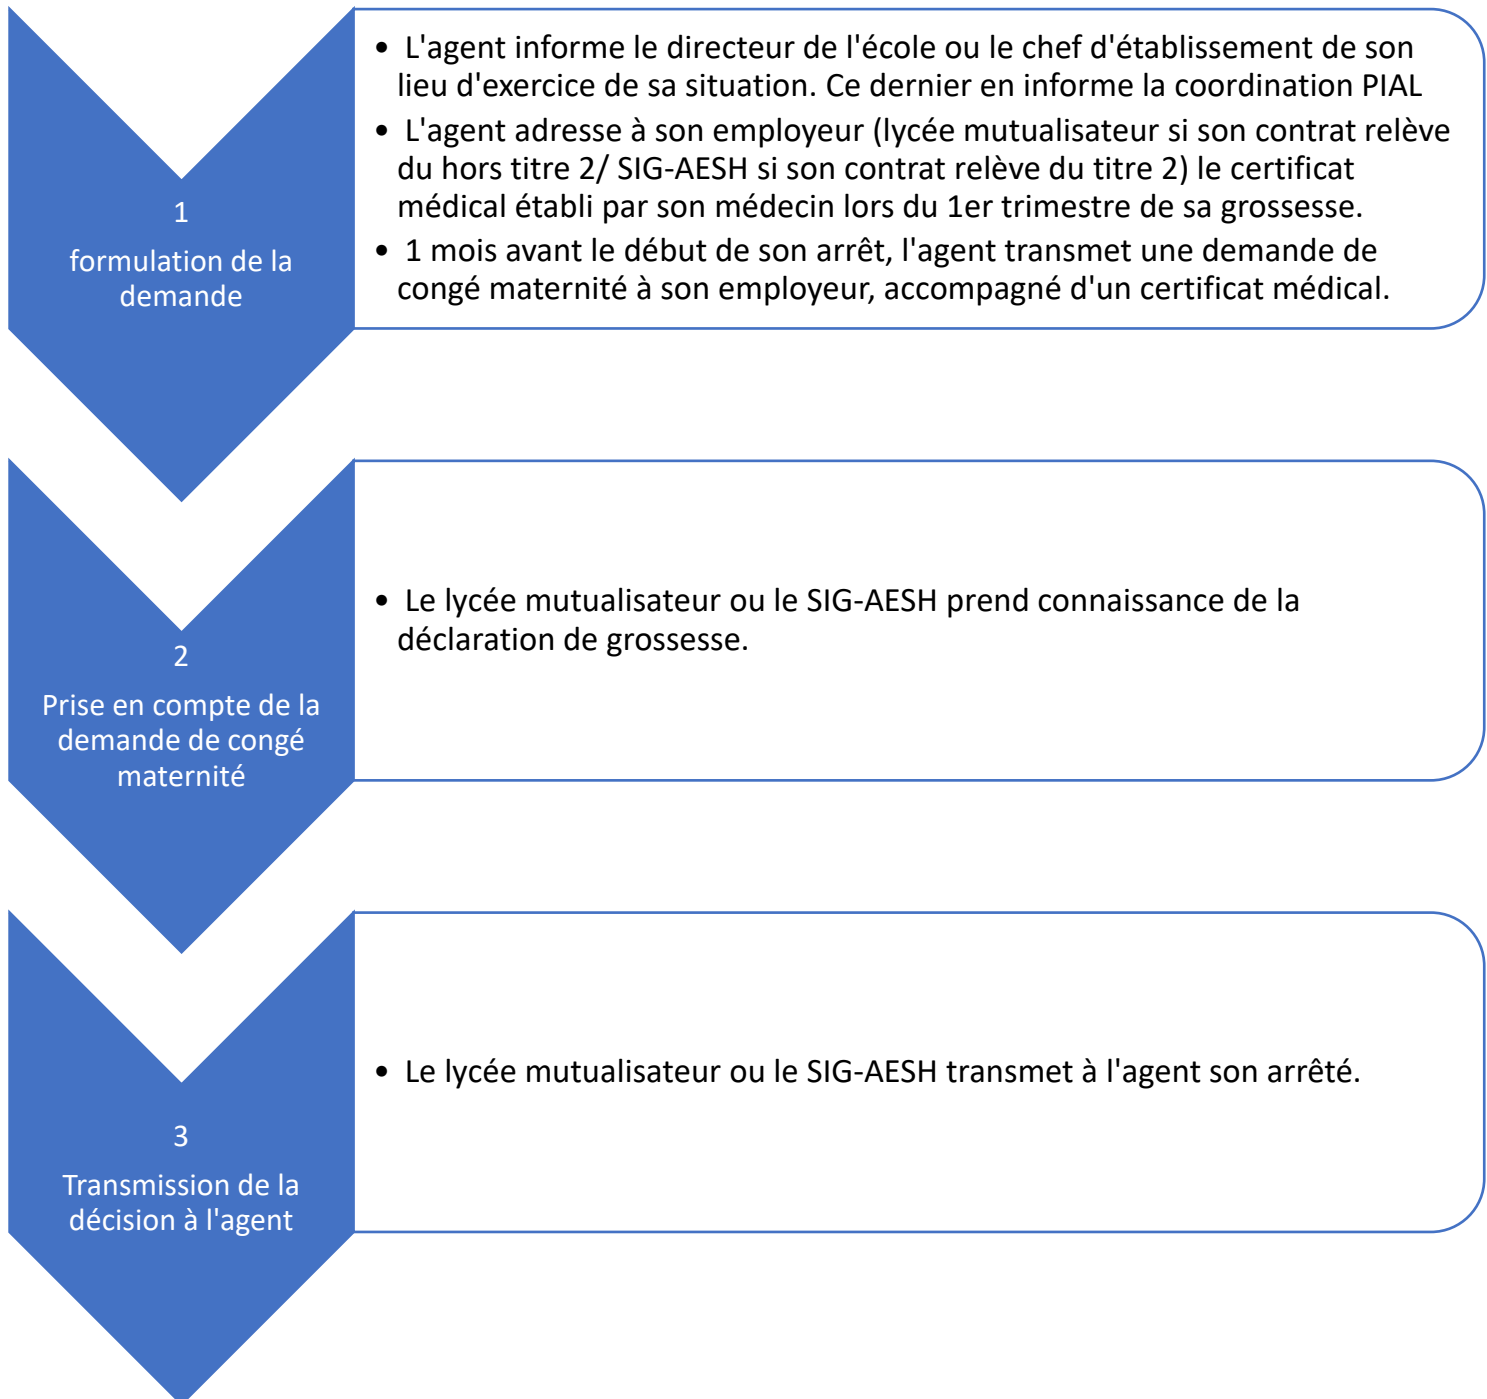 1
formulation de la
demande
• L'agent informe le directeur de l'école ou le chef d'établissement de son
lieu d'exercice de sa situation. Ce dernier en informe la coordination PIAL
• L'agent adresse à son employeur (lycée mutualisateur si son contrat relève
du hors titre 2/ SIG-AESH si son contrat relève du titre 2) le certificat
médical établi par son médecin lors du 1er trimestre de sa grossesse.
• 1 mois avant le début de son arrêt, l'agent transmet une demande de
congé maternité à son employeur, accompagné d'un certificat médical.
2
Prise en compte de la
demande de congé
maternité
• Le lycée mutualisateur ou le SIG-AESH prend connaissance de la
déclaration de grossesse.
3
Transmission de la
décision à l'agent
• Le lycée mutualisateur ou le SIG-AESH transmet à l'agent son arrêté.